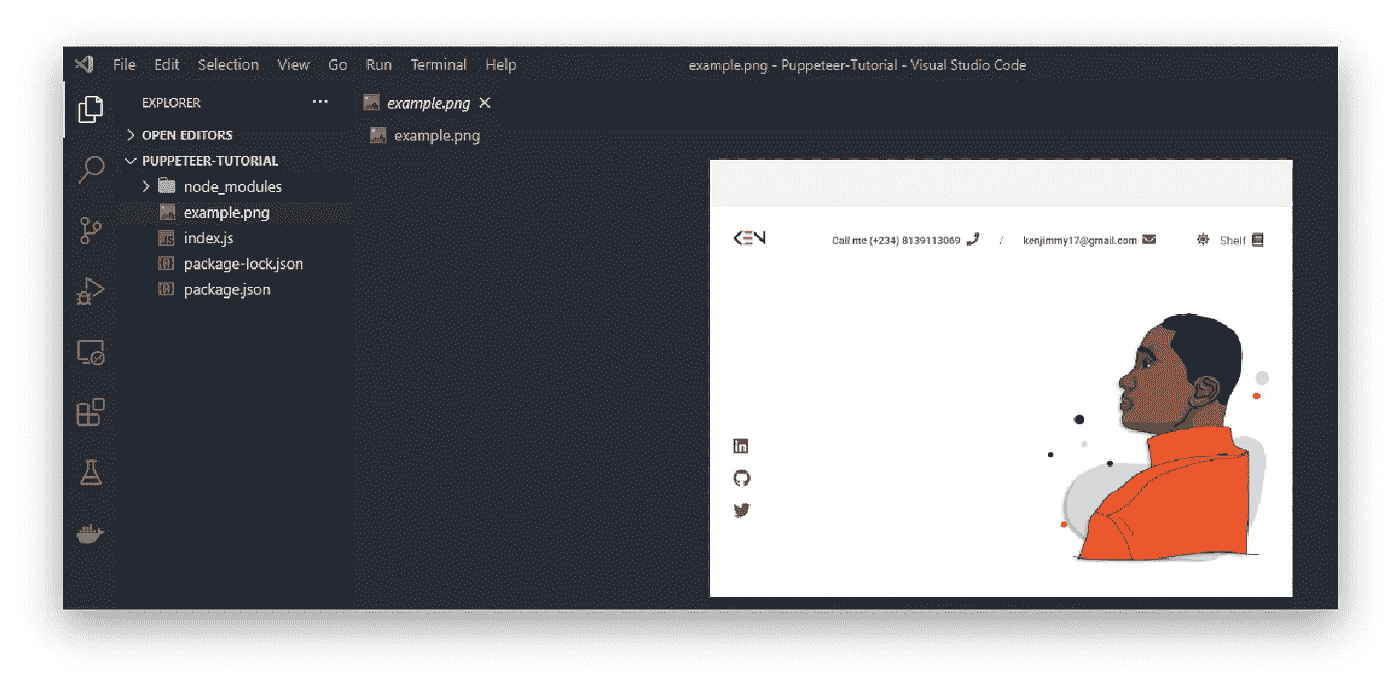 File Edit Selection View Go Run Terminal Help
example.png - Puppeteer-Tutorial - Visual Studio Code
EXPLORER
OPEN EDITORS
PUPPETEER-TUTORIAL
node_modules
example.png
index.js
package-lock.json
package.json
example.png
example.png
KEN
Call me (+234) 8139113069 / kenjimmy17@gmail.com Shelf
in